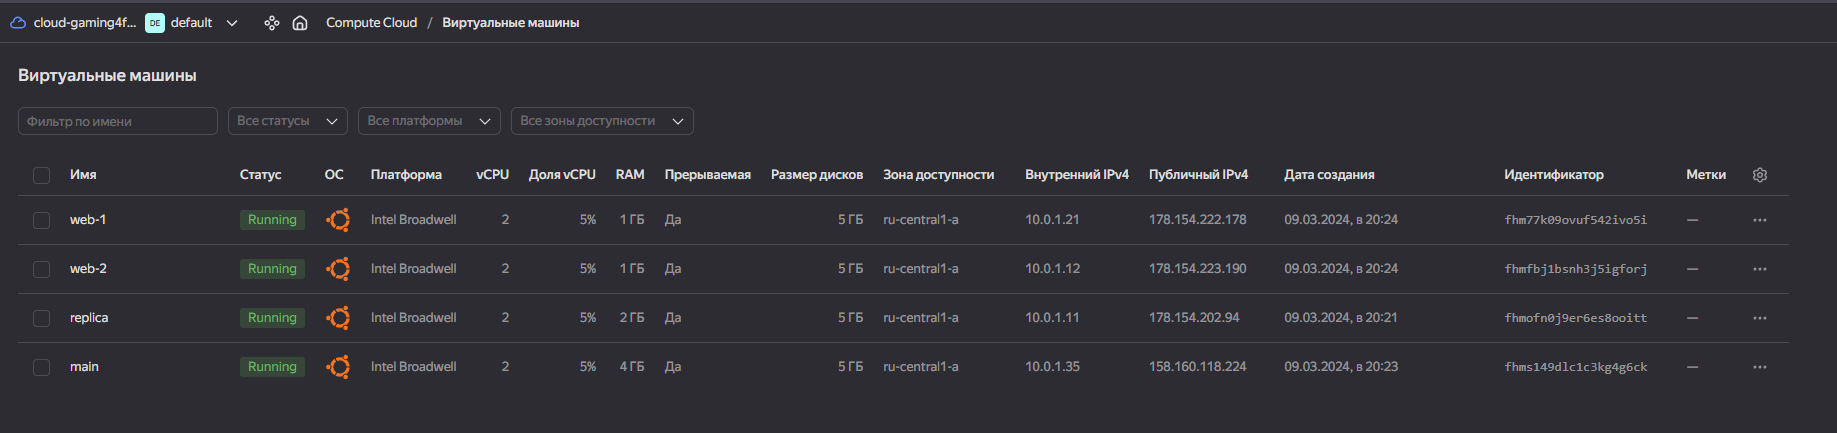 cloud-gaming4f... DE default Compute Cloud / Виртуальные машины
Виртуальные машины
Фильтр по имени Все статусы Все платформы Все зоны доступности
Имя Статус ОС Платформа vCPU Доля vCPU RAM Прерываемая Размер дисков Зона доступности Внутренний IPv4 Публичный IPv4 Дата создания Идентификатор Метки
web-1 Running Intel Broadwell 2 5% 1 ГБ Да 5 ГБ ru-central1-a 10.0.1.21 178.154.222.178 09.03.2024, в 20:24 fhm77k09ovuf542ivo5i —
web-2 Running Intel Broadwell 2 5% 1 ГБ Да 5 ГБ ru-central1-a 10.0.1.12 178.154.223.190 09.03.2024, в 20:24 fhmfbj1bsnh3j5igforj —
replica Running Intel Broadwell 2 5% 2 ГБ Да 5 ГБ ru-central1-a 10.0.1.11 178.154.202.94 09.03.2024, в 20:21 fhmofn0j9er6es8ooitt —
main Running Intel Broadwell 2 5% 4 ГБ Да 5 ГБ ru-central1-a 10.0.1.35 158.160.118.224 09.03.2024, в 20:23 fhms149dlc1c3kg4g6ck —